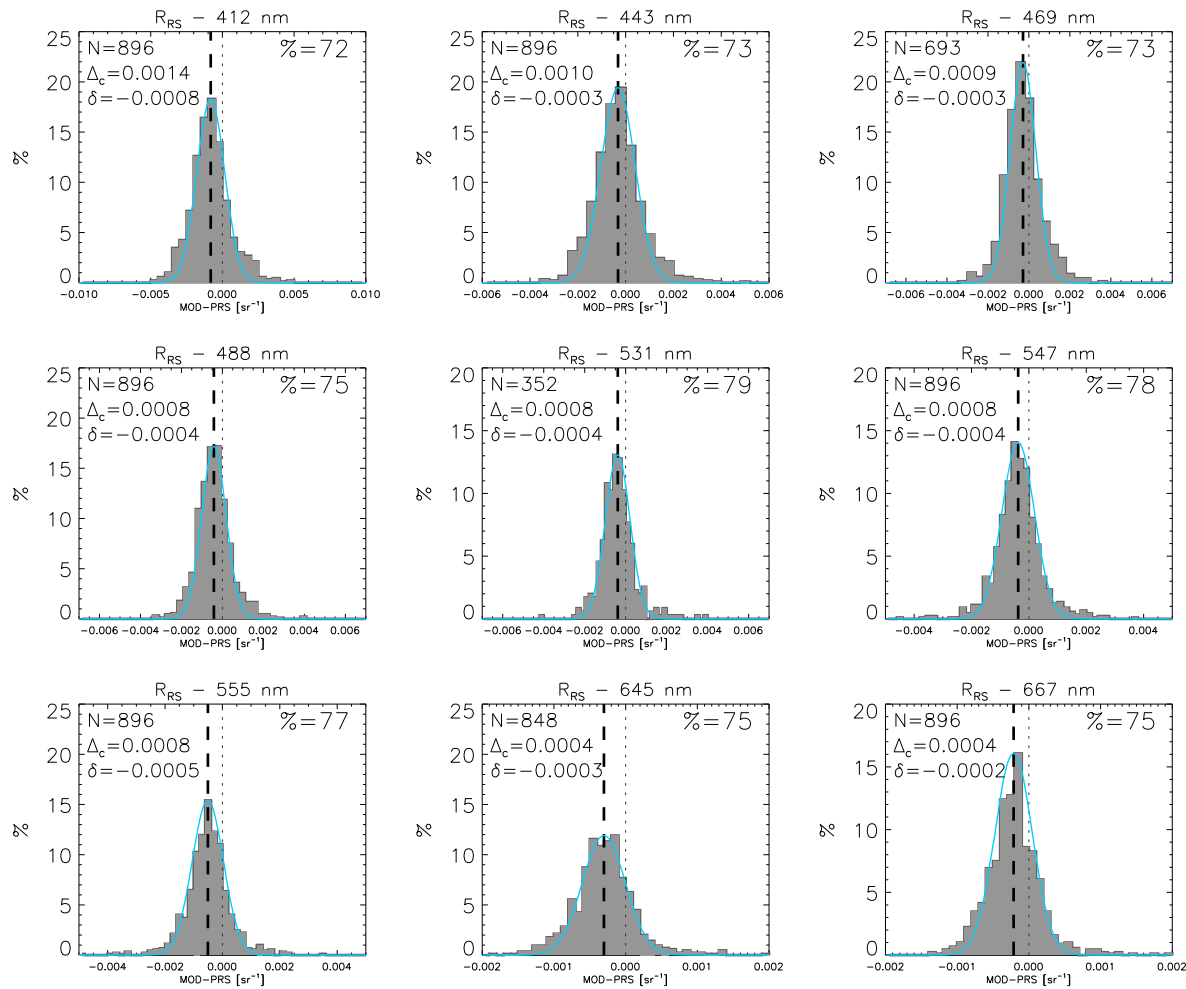 R_RS − 412 nm
25
20
15
10
5
0
%
N=896
%=72
Δ_c=0.0014
δ=−0.0008
−0.010 −0.005 0.000 0.005 0.010
MOD−PRS [sr⁻¹]
R_RS − 443 nm
25
20
15
10
5
0
%
N=896
%=73
Δ_c=0.0010
δ=−0.0003
−0.006 −0.004 −0.002 0.000 0.002 0.004 0.006
MOD−PRS [sr⁻¹]
R_RS − 469 nm
25
20
15
10
5
0
%
N=693
%=73
Δ_c=0.0009
δ=−0.0003
−0.006 −0.004 −0.002 0.000 0.002 0.004 0.006
MOD−PRS [sr⁻¹]
R_RS − 488 nm
25
20
15
10
5
0
%
N=896
%=75
Δ_c=0.0008
δ=−0.0004
−0.006 −0.004 −0.002 0.000 0.002 0.004 0.006
MOD−PRS [sr⁻¹]
R_RS − 531 nm
20
15
10
5
0
%
N=352
%=79
Δ_c=0.0008
δ=−0.0004
−0.006 −0.004 −0.002 0.000 0.002 0.004 0.006
MOD−PRS [sr⁻¹]
R_RS − 547 nm
20
15
10
5
0
%
N=896
%=78
Δ_c=0.0008
δ=−0.0004
−0.004 −0.002 0.000 0.002 0.004
MOD−PRS [sr⁻¹]
R_RS − 555 nm
25
20
15
10
5
0
%
N=896
%=77
Δ_c=0.0008
δ=−0.0005
−0.004 −0.002 0.000 0.002 0.004
MOD−PRS [sr⁻¹]
R_RS − 645 nm
25
20
15
10
5
0
%
N=848
%=75
Δ_c=0.0004
δ=−0.0003
−0.002 −0.001 0.000 0.001 0.002
MOD−PRS [sr⁻¹]
R_RS − 667 nm
20
15
10
5
0
%
N=896
%=75
Δ_c=0.0004
δ=−0.0002
−0.002 −0.001 0.000 0.001 0.002
MOD−PRS [sr⁻¹]